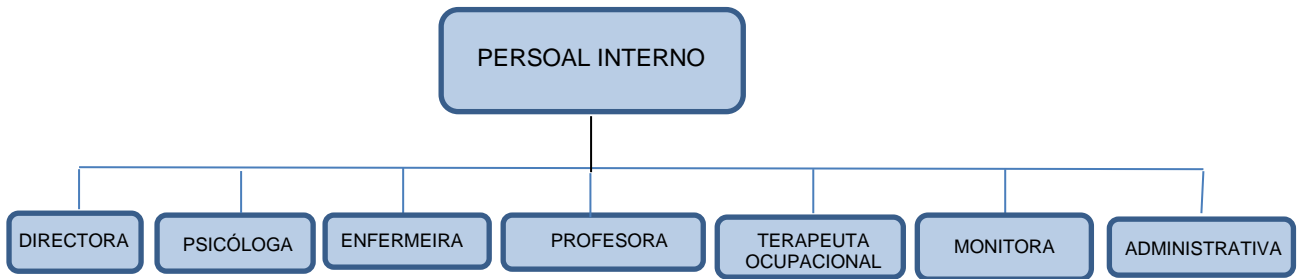 PERSOAL INTERNO
DIRECTORA
PSICÓLOGA
ENFERMEIRA
PROFESORA
TERAPEUTA
OCUPACIONAL
MONITORA
ADMINISTRATIVA